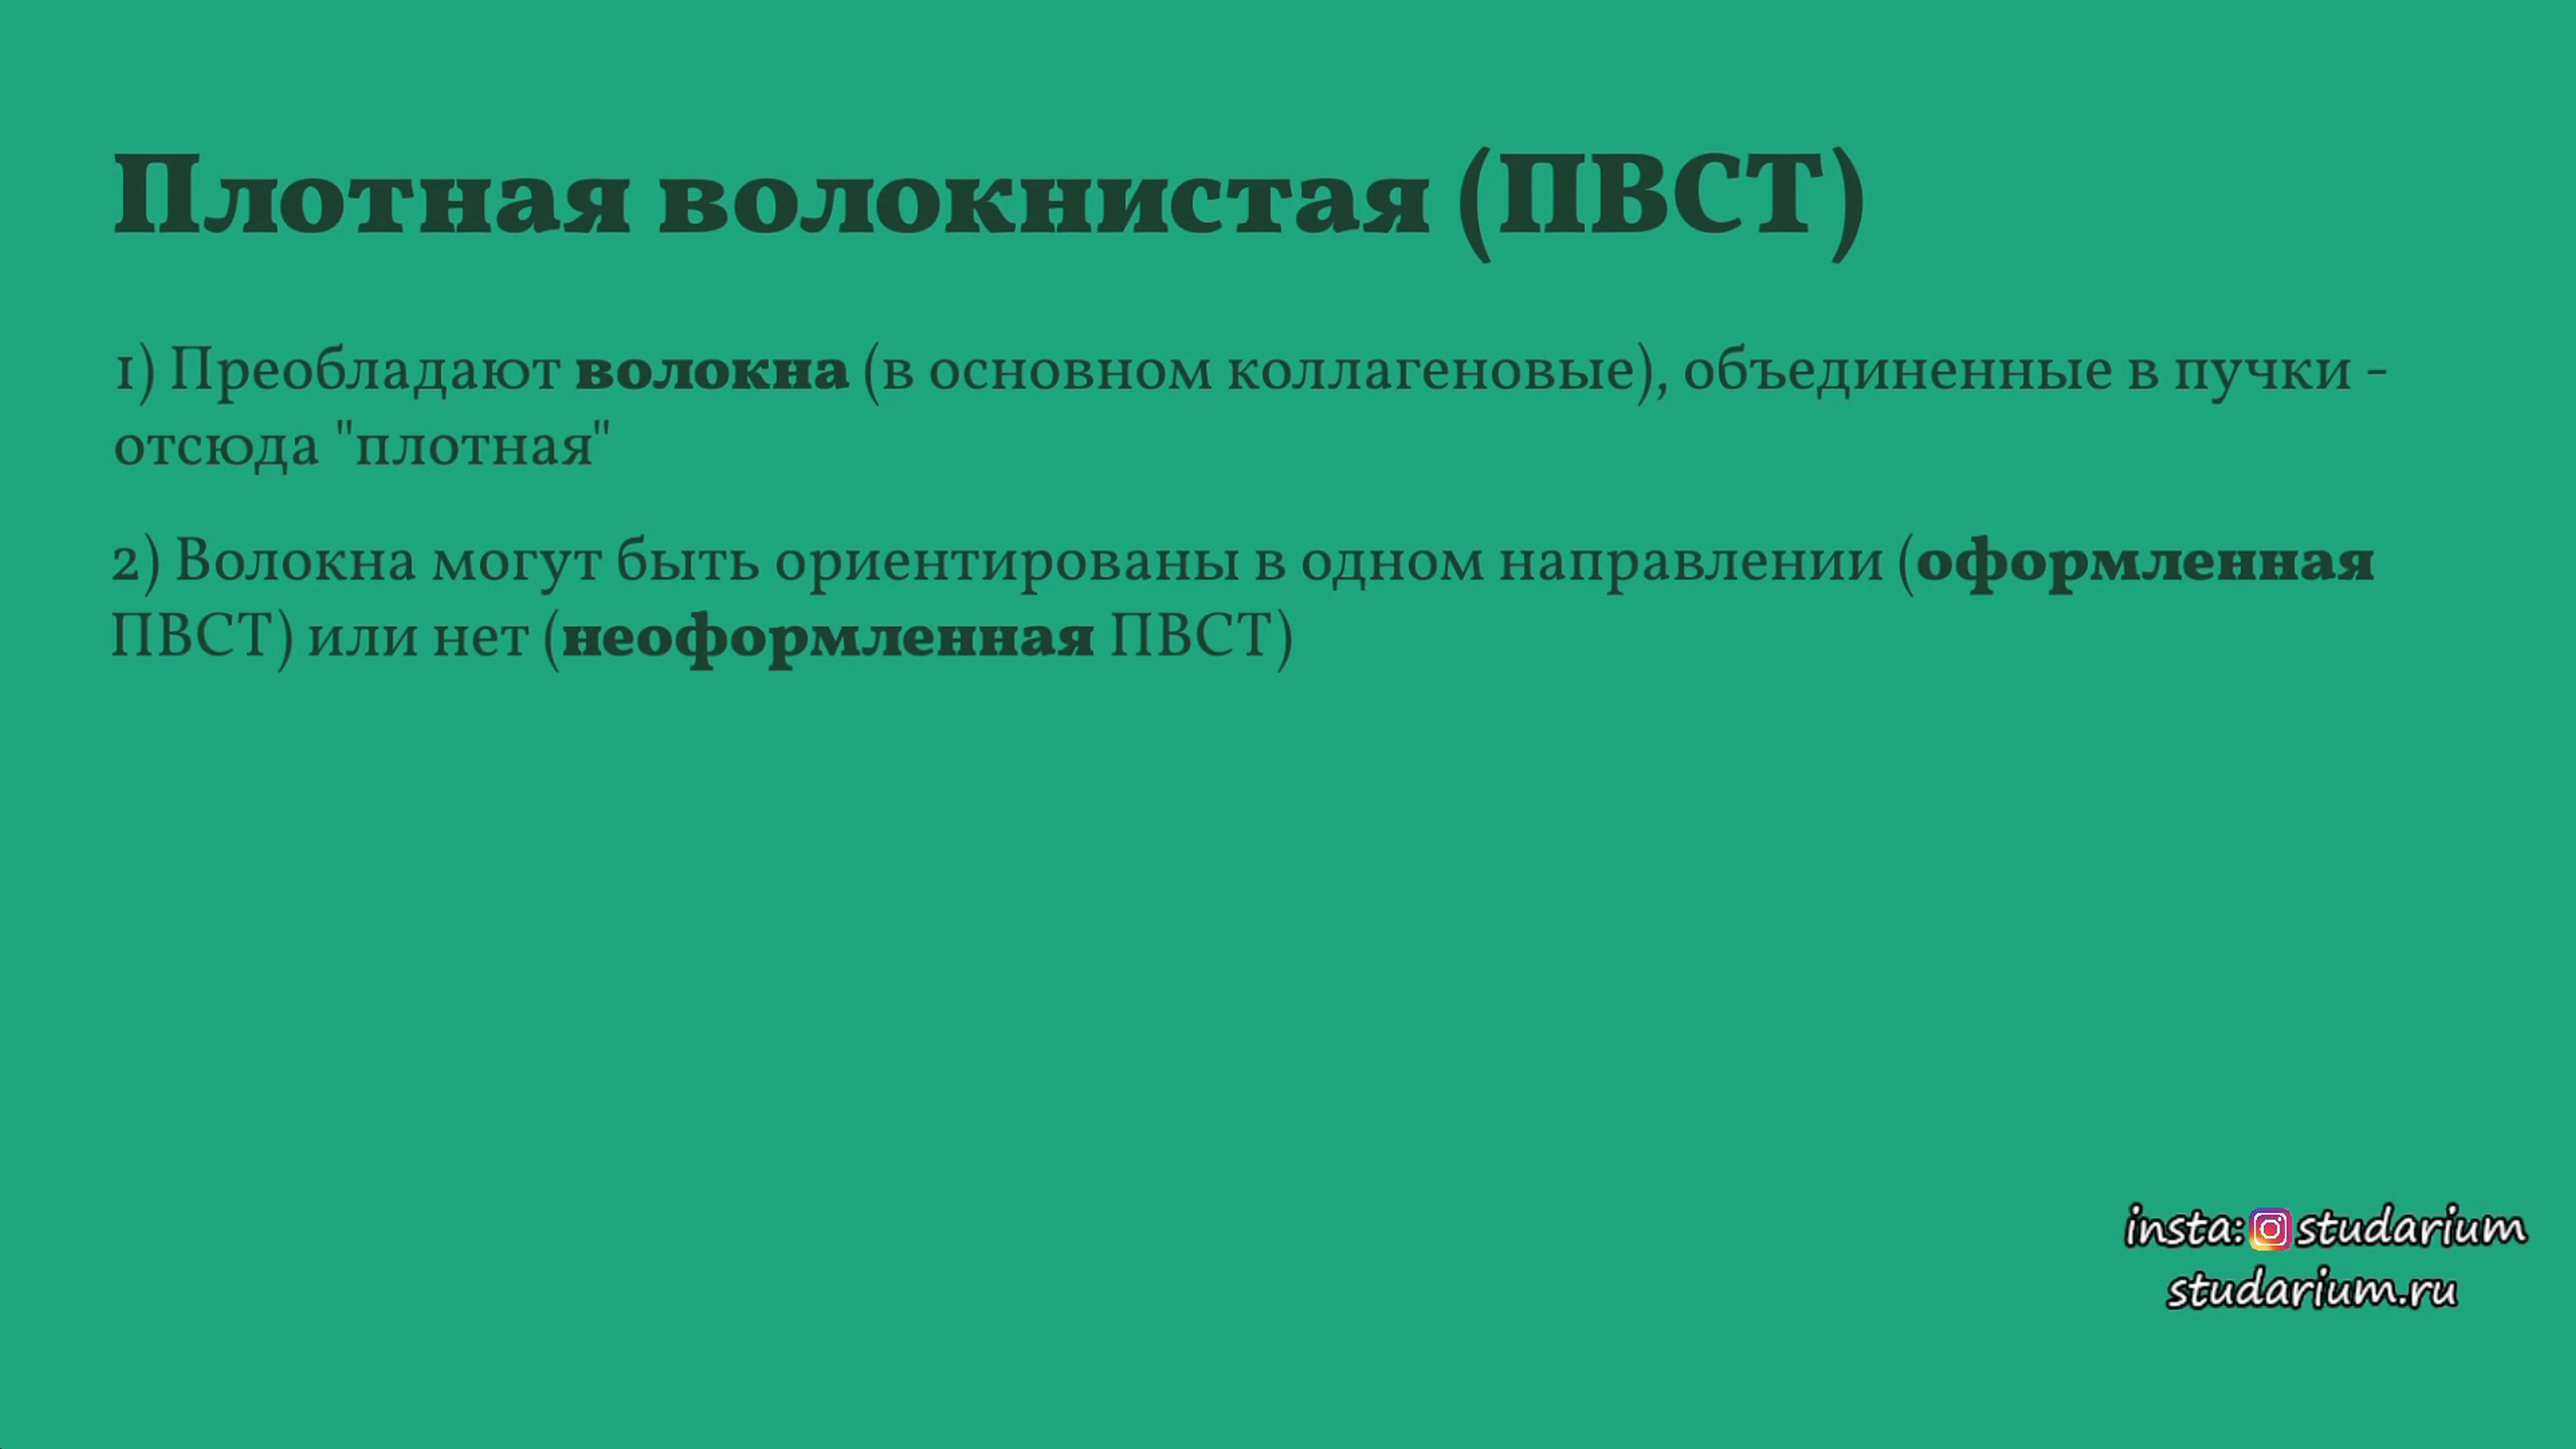 Плотная волокнистая (ПВСТ)
1) Преобладают волокна (в основном коллагеновые), объединенные в пучки -
отсюда "плотная"
2) Волокна могут быть ориентированы в одном направлении (оформленная
ПВСТ) или нет (неоформленная ПВСТ)
insta: studarium
studarium.ru